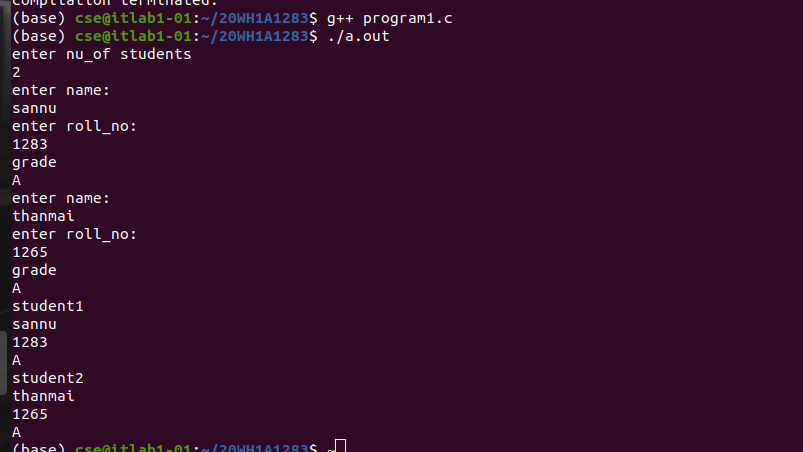 compilation terminated.
(base) cse@itlab1-01:~/20WH1A1283$ g++ program1.c
(base) cse@itlab1-01:~/20WH1A1283$ ./a.out
enter nu_of students
2
enter name:
sannu
enter roll_no:
1283
grade
A
enter name:
thanmai
enter roll_no:
1265
grade
A
student1
sannu
1283
A
student2
thanmai
1265
A
(base) cse@itlab1-01:~/20WH1A1283$ ~